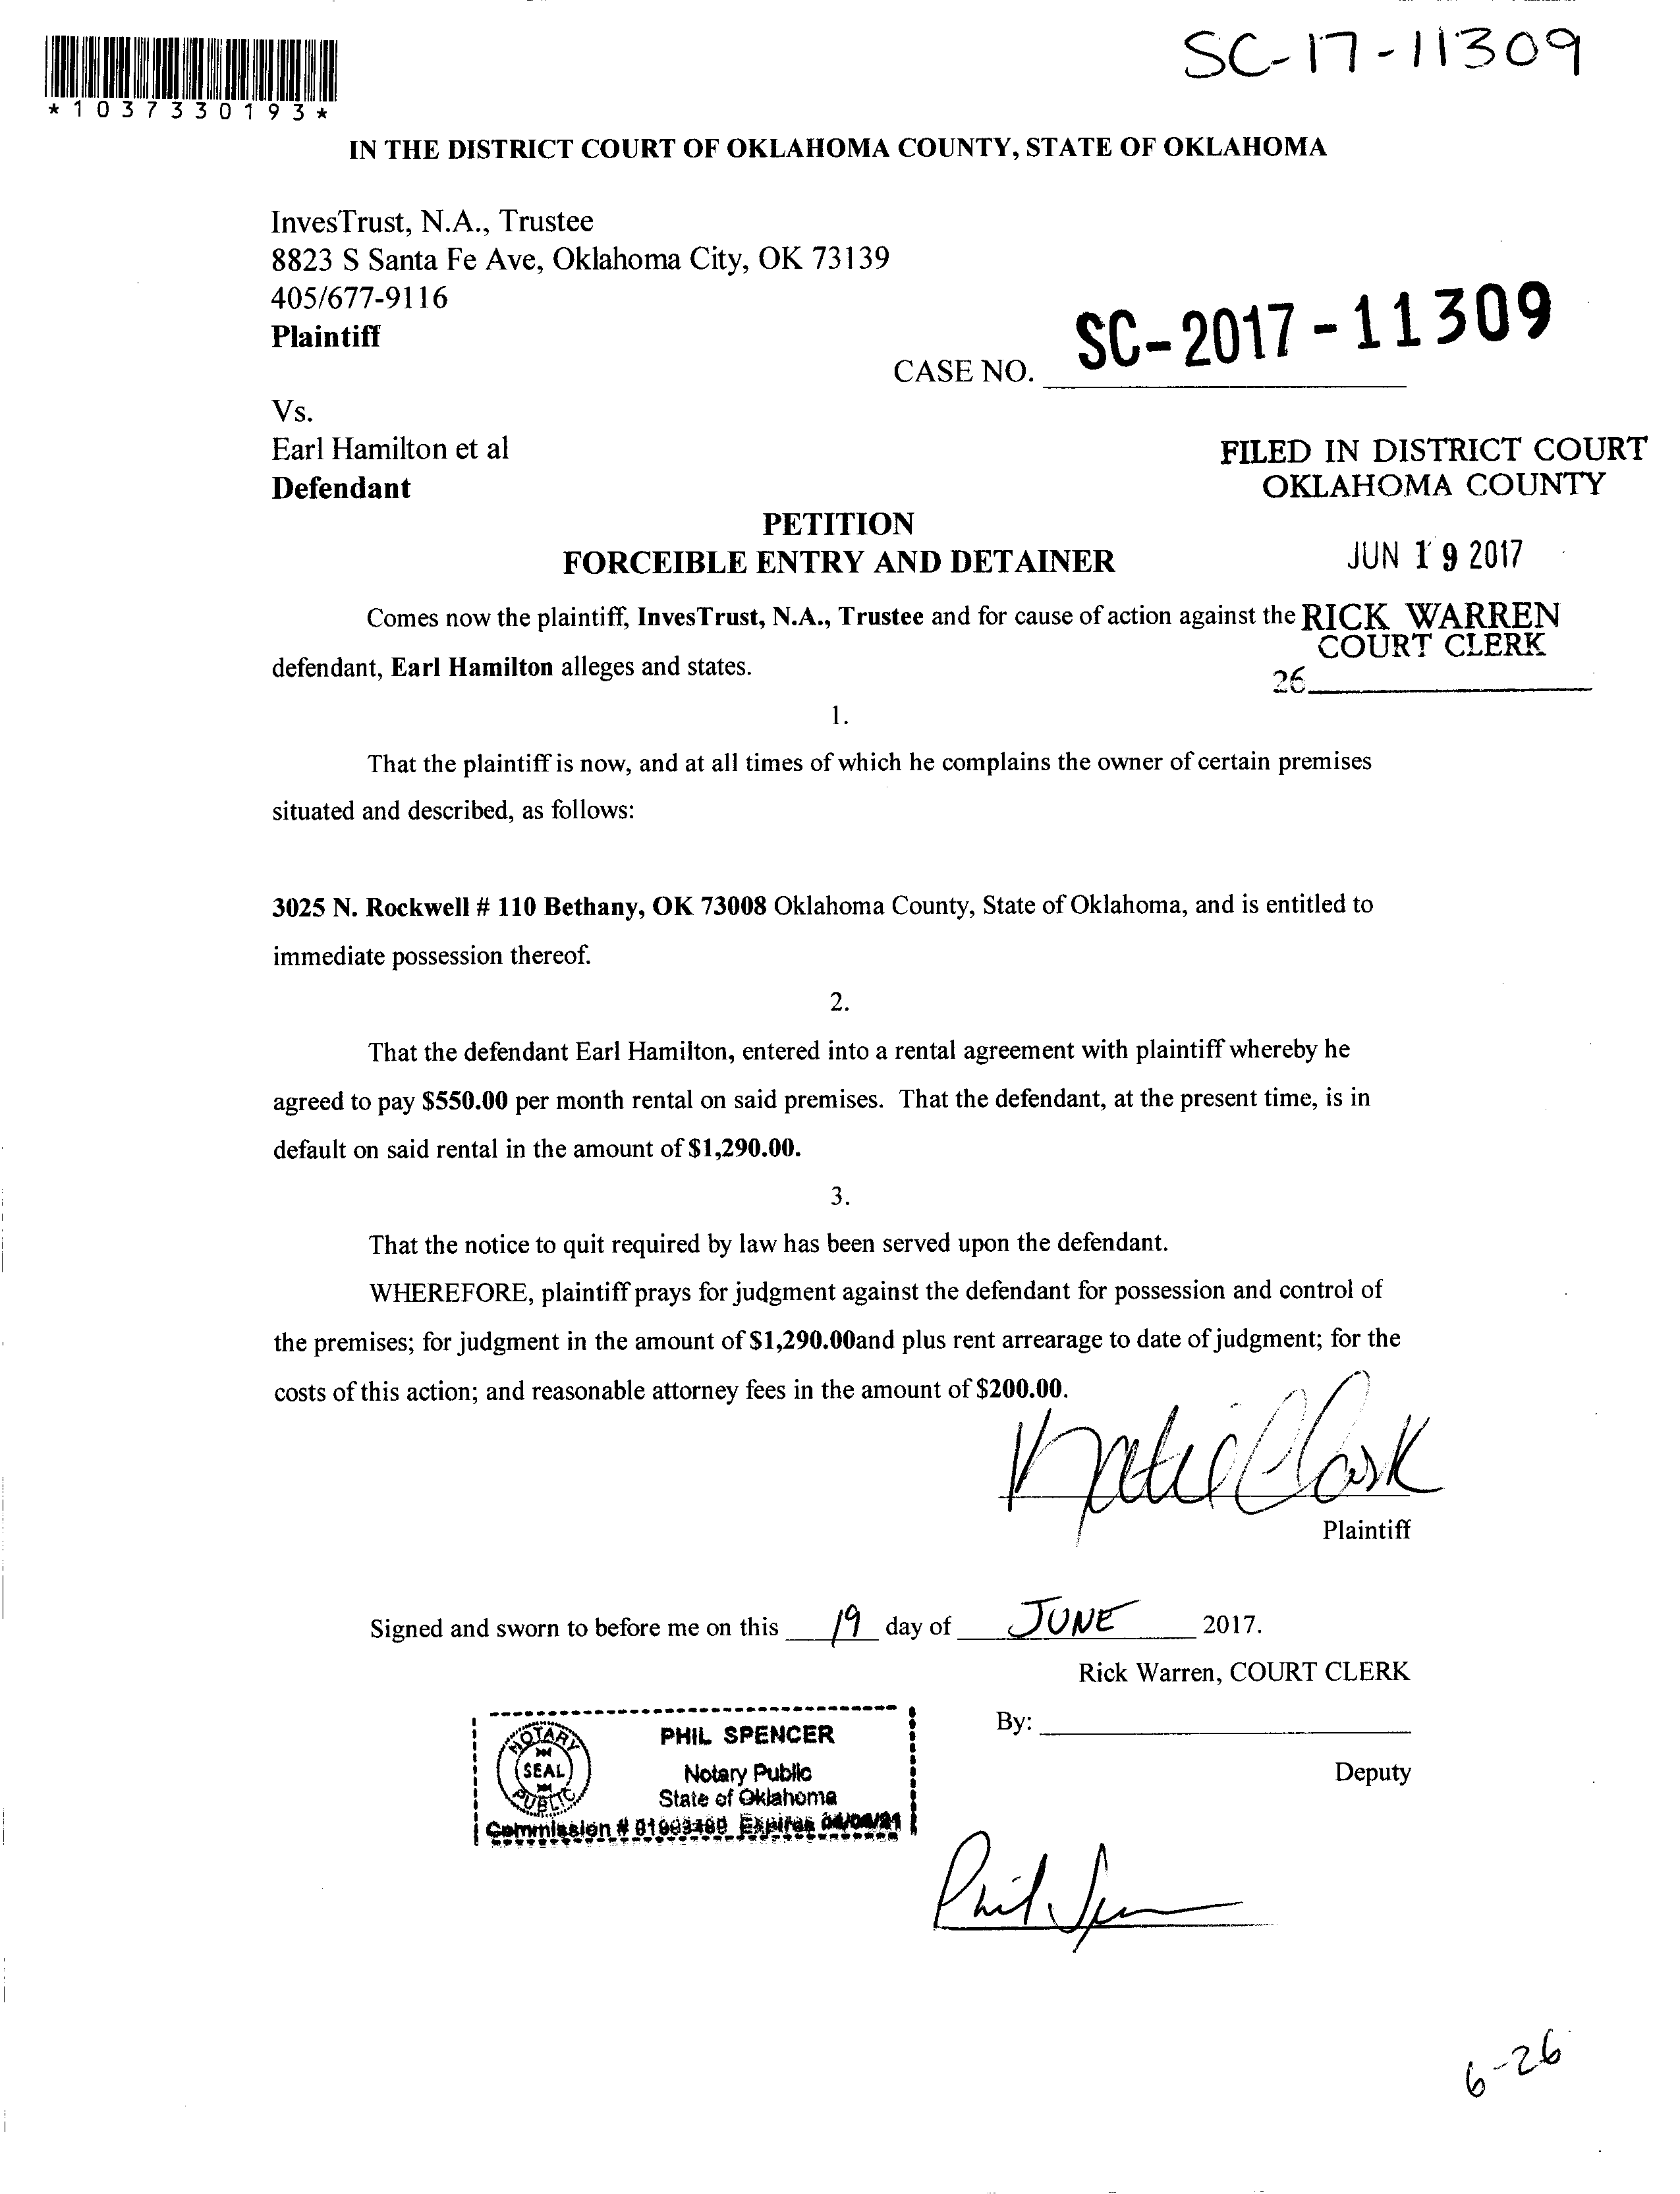 SC-17-11309
*1037330193*
IN THE DISTRICT COURT OF OKLAHOMA COUNTY, STATE OF OKLAHOMA
InvesTrust, N.A., Trustee
8823 S Santa Fe Ave, Oklahoma City, OK 73139
405/677-9116
Plaintiff
CASE NO. SC-2017-11309
Vs.
Earl Hamilton et al
Defendant
FILED IN DISTRICT COURT
OKLAHOMA COUNTY
JUN 19 2017
RICK WARREN
COURT CLERK
26
PETITION
FORCEIBLE ENTRY AND DETAINER
Comes now the plaintiff, InvesTrust, N.A., Trustee and for cause of action against the
defendant, Earl Hamilton alleges and states.
1.
That the plaintiff is now, and at all times of which he complains the owner of certain premises
situated and described, as follows:
3025 N. Rockwell # 110 Bethany, OK 73008 Oklahoma County, State of Oklahoma, and is entitled to
immediate possession thereof.
2.
That the defendant Earl Hamilton, entered into a rental agreement with plaintiff whereby he
agreed to pay $550.00 per month rental on said premises. That the defendant, at the present time, is in
default on said rental in the amount of $1,290.00.
3.
That the notice to quit required by law has been served upon the defendant.
WHEREFORE, plaintiff prays for judgment against the defendant for possession and control of
the premises; for judgment in the amount of $1,290.00and plus rent arrearage to date of judgment; for the
costs of this action; and reasonable attorney fees in the amount of $200.00.
Katie Clark
Plaintiff
Signed and sworn to before me on this 19 day of JUNE 2017.
Rick Warren, COURT CLERK
By:
Deputy
NOTARY
SEAL
PUBLIC
PHIL SPENCER
Notary Public
State of Oklahoma
Commission # Expires
Phil
6-26